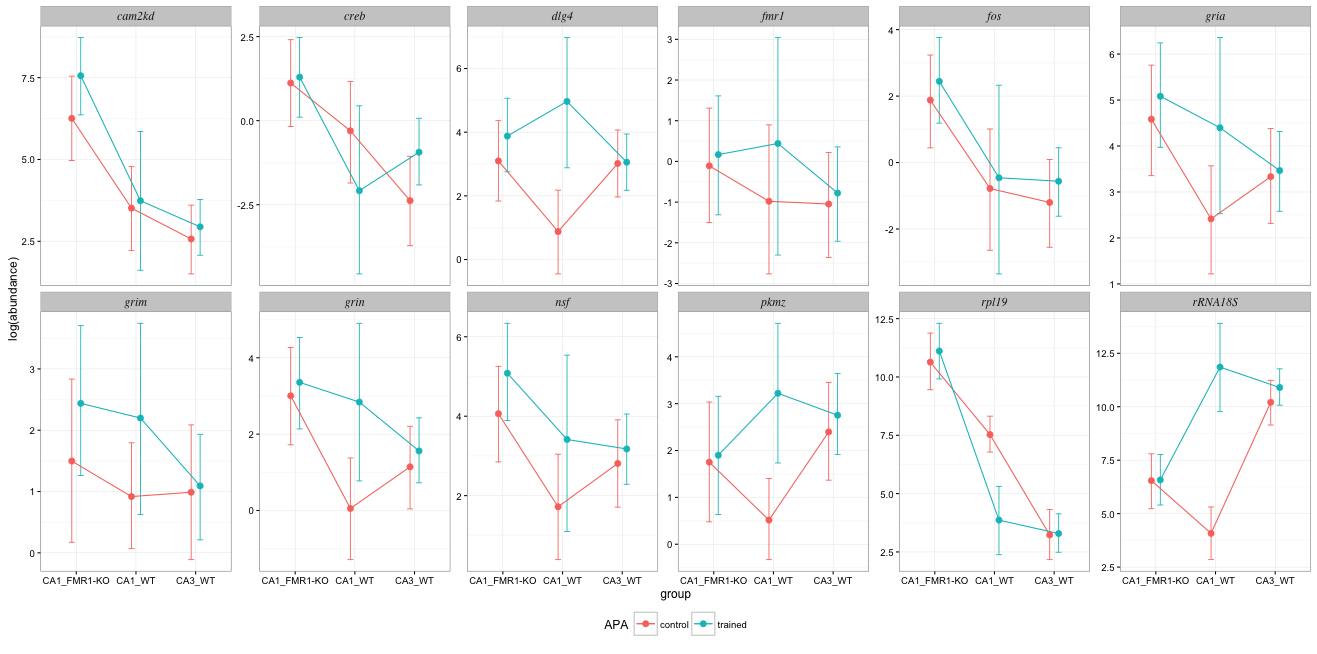 cam2kd creb dlg4 fmr1 fos gria
7.5 5.0 2.5
2.5 0.0 -2.5
6 4 2 0
3 2 1 0 -1 -2 -3
4 2 0 -2
6 5 4 3 2 1
log(abundance)
grim grin nsf pkmz rpl19 rRNA18S
3 2 1 0
4 2 0
6 4 2
4 3 2 1 0
12.5 10.0 7.5 5.0 2.5
12.5 10.0 7.5 5.0 2.5
CA1_FMR1-KO CA1_WT CA3_WT CA1_FMR1-KO CA1_WT CA3_WT CA1_FMR1-KO CA1_WT CA3_WT CA1_FMR1-KO CA1_WT CA3_WT CA1_FMR1-KO CA1_WT CA3_WT CA1_FMR1-KO CA1_WT CA3_WT
group
APA control trained